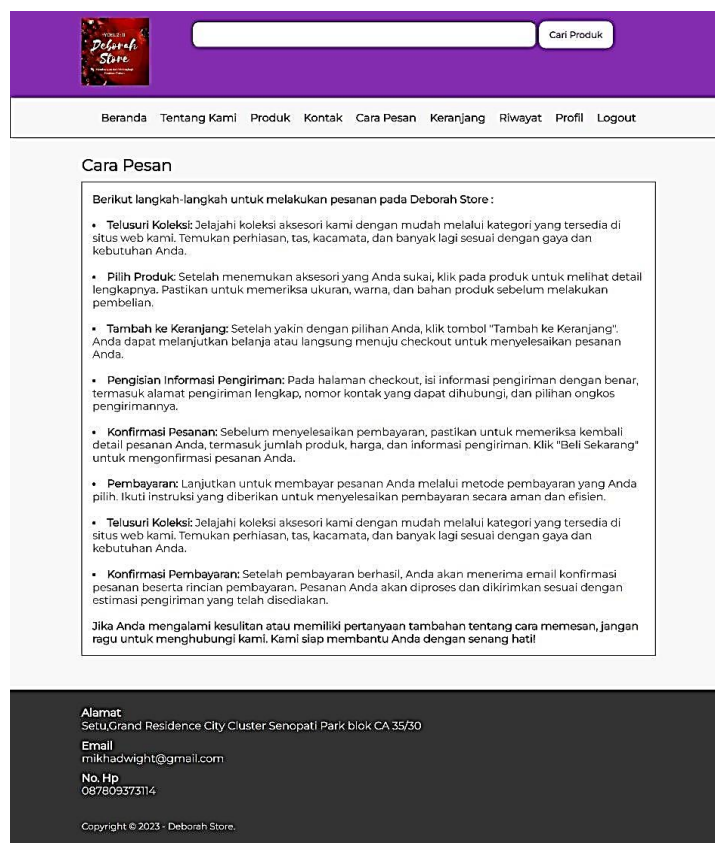 Deborah
Store
Cari Produk
Beranda Tentang Kami Produk Kontak Cara Pesan Keranjang Riwayat Profil Logout
Cara Pesan
Berikut langkah-langkah untuk melakukan pesanan pada Deborah Store :
• Telusuri Koleksi: Jelajahi koleksi aksesori kami dengan mudah melalui kategori yang tersedia di
situs web kami. Temukan perhiasan, tas, kacamata, dan banyak lagi sesuai dengan gaya dan
kebutuhan Anda.
• Pilih Produk: Setelah menemukan aksesori yang Anda sukai, klik pada produk untuk melihat detail
lengkapnya. Pastikan untuk memeriksa ukuran, warna, dan bahan produk sebelum melakukan
pembelian.
• Tambah ke Keranjang: Setelah yakin dengan pilihan Anda, klik tombol "Tambah ke Keranjang".
Anda dapat melanjutkan belanja atau langsung menuju checkout untuk menyelesaikan pesanan
Anda.
• Pengisian Informasi Pengiriman: Pada halaman checkout, isi informasi pengiriman dengan benar,
termasuk alamat pengiriman lengkap, nomor kontak yang dapat dihubungi, dan pilihan ongkos
pengirimannya.
• Konfirmasi Pesanan: Sebelum menyelesaikan pembayaran, pastikan untuk memeriksa kembali
detail pesanan Anda, termasuk jumlah produk, harga, dan informasi pengiriman. Klik "Beli Sekarang"
untuk mengonfirmasi pesanan Anda.
• Pembayaran: Lanjutkan untuk membayar pesanan Anda melalui metode pembayaran yang Anda
pilih. Ikuti instruksi yang diberikan untuk menyelesaikan pembayaran secara aman dan efisien.
• Telusuri Koleksi: Jelajahi koleksi aksesori kami dengan mudah melalui kategori yang tersedia di
situs web kami. Temukan perhiasan, tas, kacamata, dan banyak lagi sesuai dengan gaya dan
kebutuhan Anda.
• Konfirmasi Pembayaran: Setelah pembayaran berhasil, Anda akan menerima email konfirmasi
pesanan beserta rincian pembayaran. Pesanan Anda akan diproses dan dikirimkan sesuai dengan
estimasi pengiriman yang telah disediakan.
Jika Anda mengalami kesulitan atau memiliki pertanyaan tambahan tentang cara memesan, jangan
ragu untuk menghubungi kami. Kami siap membantu Anda dengan senang hati!
Alamat
Setu,Grand Residence City Cluster Senopati Park blok CA 35/30
Email
mikhadwight@gmail.com
No. Hp
087809373114
Copyright © 2023 - Deborah Store.